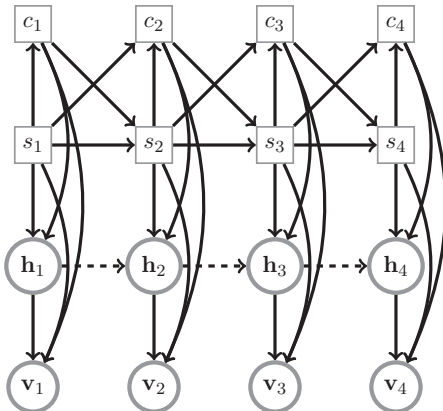 c₁ c₂ c₃ c₄
s₁ s₂ s₃ s₄
h₁ h₂ h₃ h₄
v₁ v₂ v₃ v₄